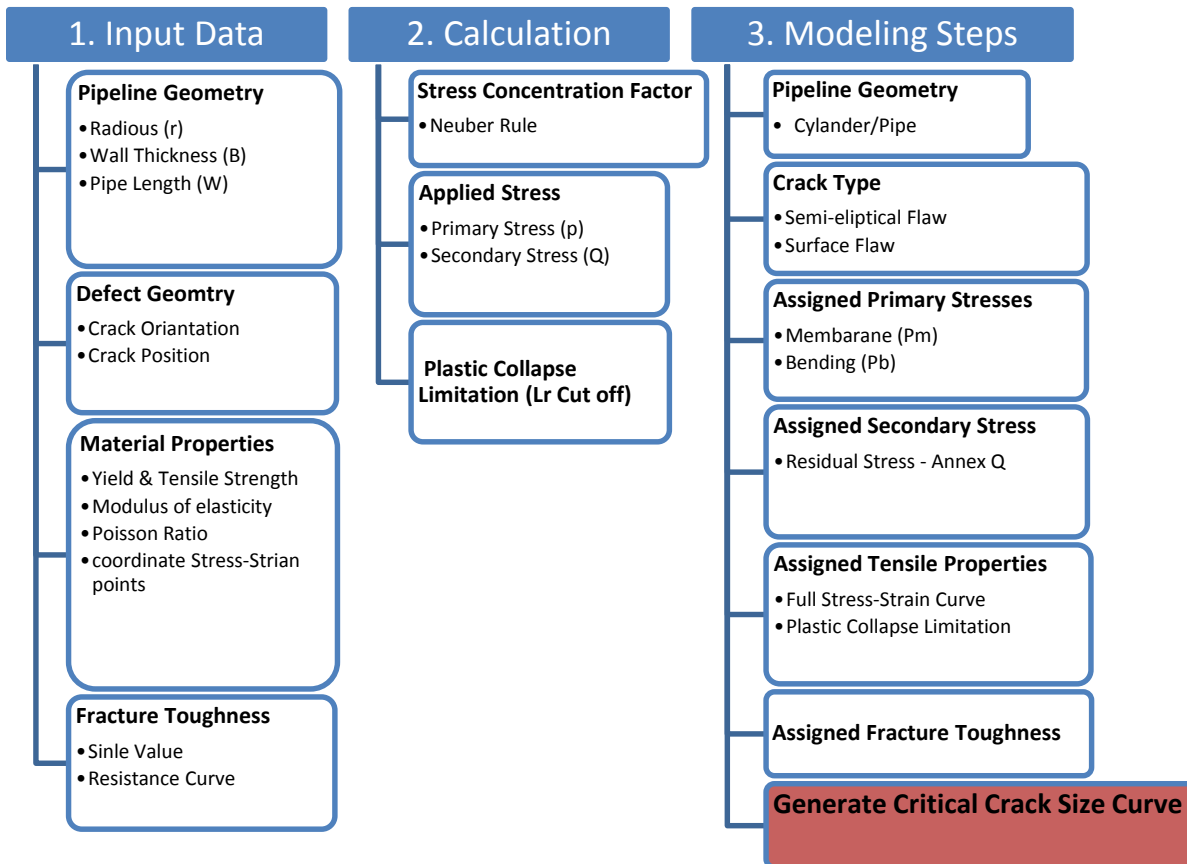 1. Input Data
Pipeline Geometry
•Radious (r)
•Wall Thickness (B)
•Pipe Length (W)
Defect Geomtry
•Crack Oriantation
•Crack Position
Material Properties
•Yield & Tensile Strength
•Modulus of elasticity
•Poisson Ratio
•coordinate Stress-Strian
points
Fracture Toughness
•Sinle Value
•Resistance Curve
2. Calculation
Stress Concentration Factor
•Neuber Rule
Applied Stress
•Primary Stress (p)
•Secondary Stress (Q)
Plastic Collapse
Limitation (Lr Cut off)
3. Modeling Steps
Pipeline Geometry
• Cylander/Pipe
Crack Type
•Semi-eliptical Flaw
•Surface Flaw
Assigned Primary Stresses
•Membarane (Pm)
•Bending (Pb)
Assigned Secondary Stress
•Residual Stress - Annex Q
Assigned Tensile Properties
•Full Stress-Strain Curve
•Plastic Collapse Limitation
Assigned Fracture Toughness
Generate Critical Crack Size Curve